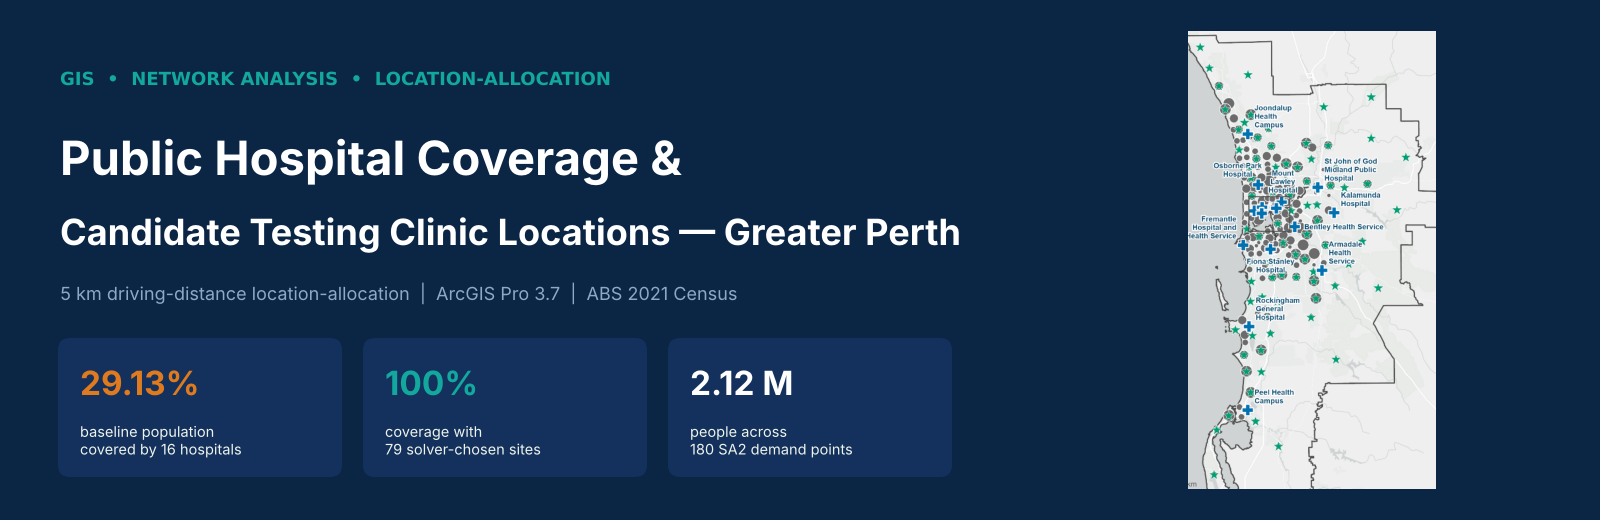 GIS • NETWORK ANALYSIS • LOCATION-ALLOCATION
Public Hospital Coverage &
Candidate Testing Clinic Locations — Greater Perth
5 km driving-distance location-allocation | ArcGIS Pro 3.7 | ABS 2021 Census
29.13%
baseline population
covered by 16 hospitals
100%
coverage with
79 solver-chosen sites
2.12 M
people across
180 SA2 demand points
Joondalup
Health
Campus
Osborne Park
Hospital
Mount
Lawley
Hospital
St John of God
Midland Public
Hospital
Kalamunda
Hospital
Fremantle
Hospital and
ealth Service
Bentley Health Service
Armadale
Health
Service
Fiona Stanley
Hospital
Rockingham
General
Hospital
Peel Health
Campus